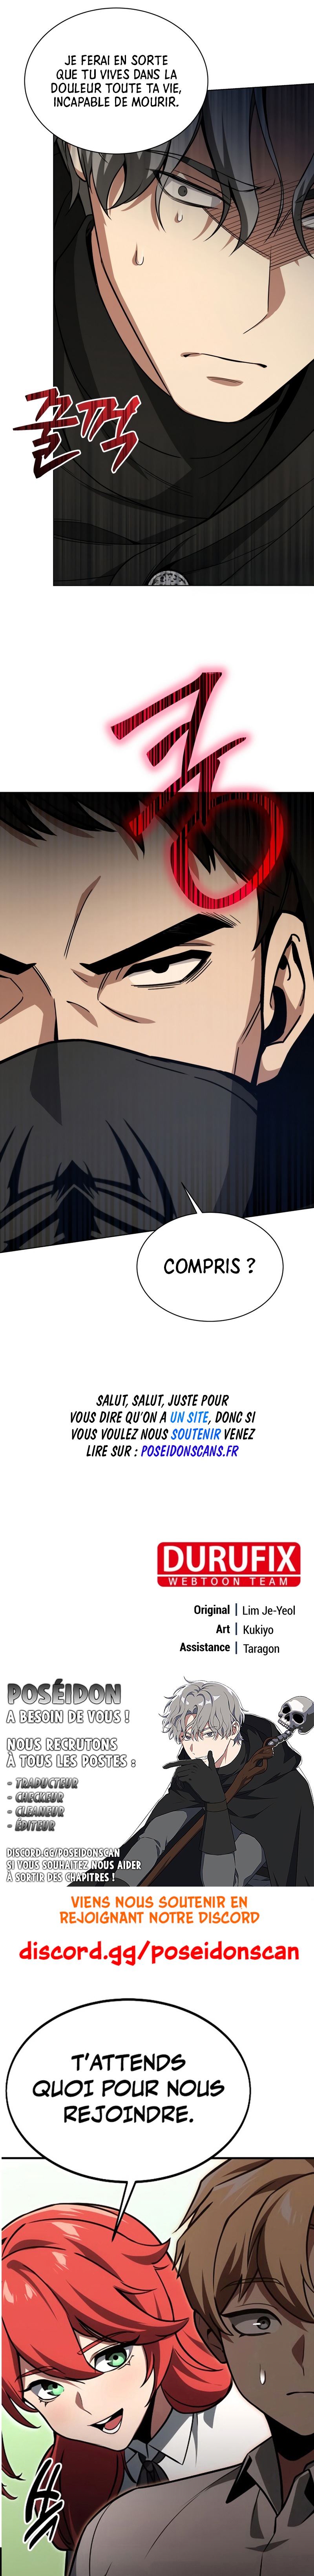 JE FERAI EN SORTE
QUE TU VIVES DANS LA
DOULEUR TOUTE TA VIE,
INCAPABLE DE MOURIR.
꿀꺽
COMPRIS ?
SALUT, SALUT, JUSTE POUR
VOUS DIRE QU'ON A UN SITE, DONC SI
VOUS VOULEZ NOUS SOUTENIR VENEZ
LIRE SUR : POSEIDONSCANS.FR
DURUFIX
WEBTOON TEAM
Original | Lim Je-Yeol
Art | Kukiyo
Assistance | Taragon
POSÉIDON
A BESOIN DE VOUS !
NOUS RECRUTONS
À TOUS LES POSTES :
- TRADUCTEUR
- CHECKEUR
- CLEANEUR
- ÉDITEUR
DISCORD.GG/POSEIDONSCAN
SI VOUS SOUHAITEZ NOUS AIDER
À SORTIR DES CHAPITRES !
VIENS NOUS SOUTENIR EN
REJOIGNANT NOTRE DISCORD
discord.gg/poseidonscan
T'ATTENDS
QUOI POUR NOUS
REJOINDRE.